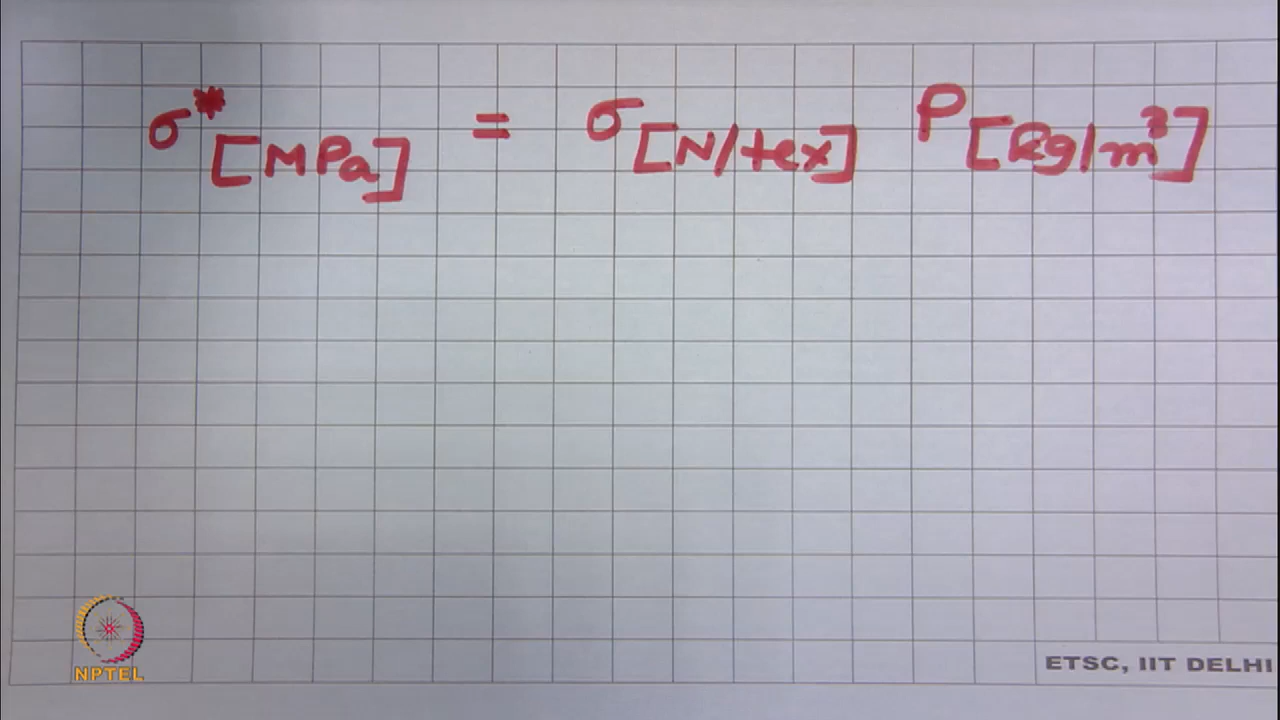 σ*[MPa] = σ[N/tex] ρ[kg/m³]
NPTEL
ETSC, IIT DELHI